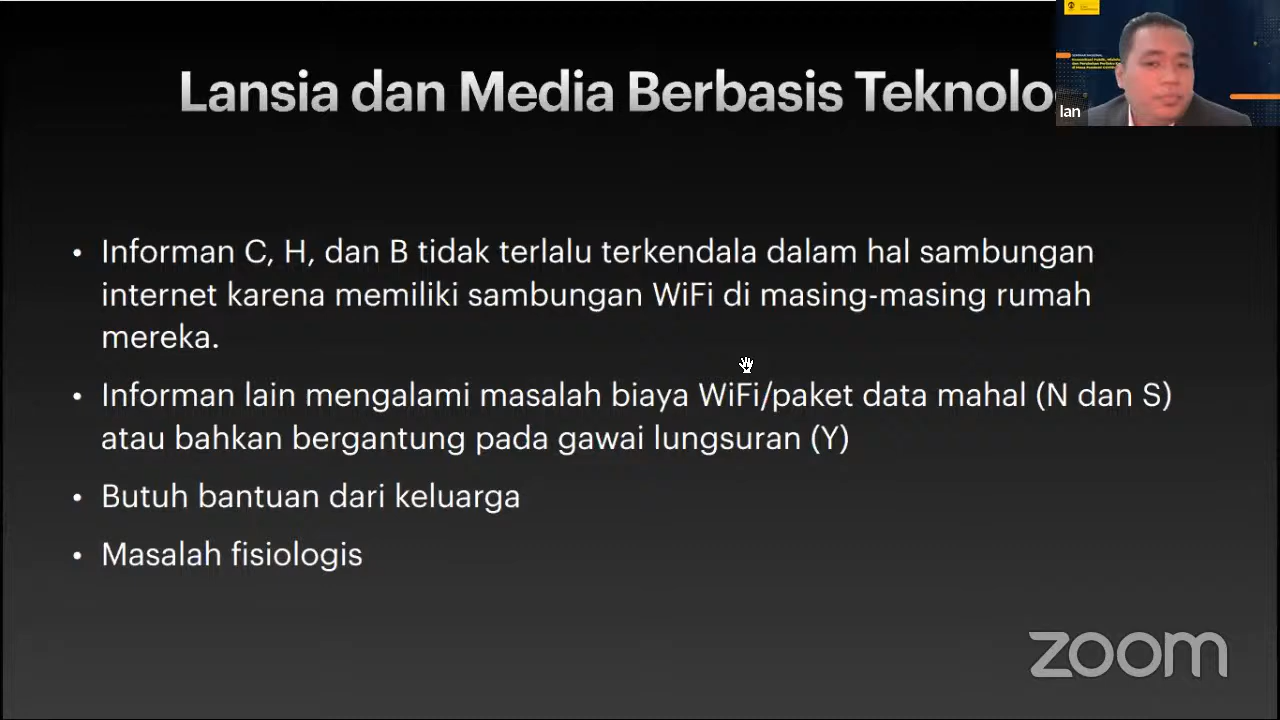 Lansia dan Media Berbasis Teknolo
lan
• Informan C, H, dan B tidak terlalu terkendala dalam hal sambungan
internet karena memiliki sambungan WiFi di masing-masing rumah
mereka.
• Informan lain mengalami masalah biaya WiFi/paket data mahal (N dan S)
atau bahkan bergantung pada gawai lungsuran (Y)
• Butuh bantuan dari keluarga
• Masalah fisiologis
zoom